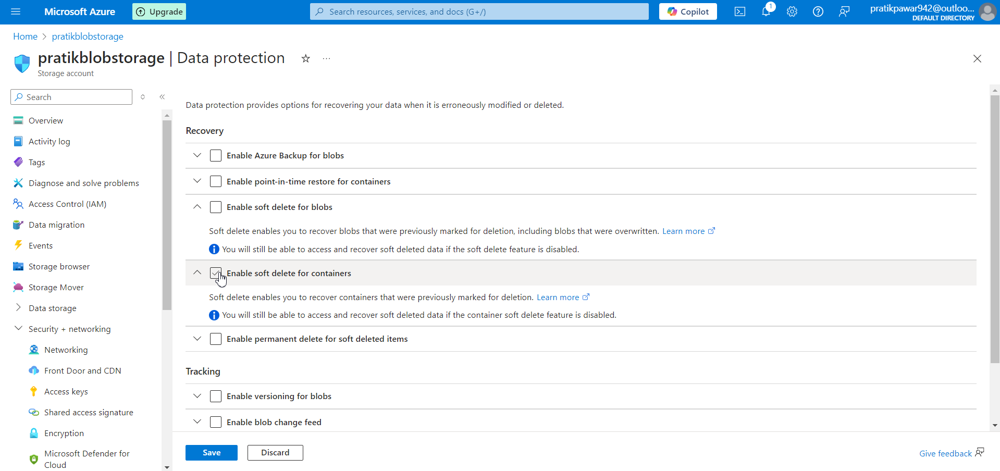 Microsoft Azure
Upgrade
Search resources, services, and docs (G+/)
Copilot
1
pratikpawar942@outloo...
DEFAULT DIRECTORY
Home > pratikblobstorage
pratikblobstorage | Data protection
Storage account
Search
Overview
Activity log
Tags
Diagnose and solve problems
Access Control (IAM)
Data migration
Events
Storage browser
Storage Mover
Data storage
Security + networking
Networking
Front Door and CDN
Access keys
Shared access signature
Encryption
Microsoft Defender for
Cloud
Data protection provides options for recovering your data when it is erroneously modified or deleted.
Recovery
Enable Azure Backup for blobs
Enable point-in-time restore for containers
Enable soft delete for blobs
Soft delete enables you to recover blobs that were previously marked for deletion, including blobs that were overwritten. Learn more
You will still be able to access and recover soft deleted data if the soft delete feature is disabled.
Enable soft delete for containers
Soft delete enables you to recover containers that were previously marked for deletion. Learn more
You will still be able to access and recover soft deleted data if the container soft delete feature is disabled.
Enable permanent delete for soft deleted items
Tracking
Enable versioning for blobs
Enable blob change feed
Save
Discard
Give feedback